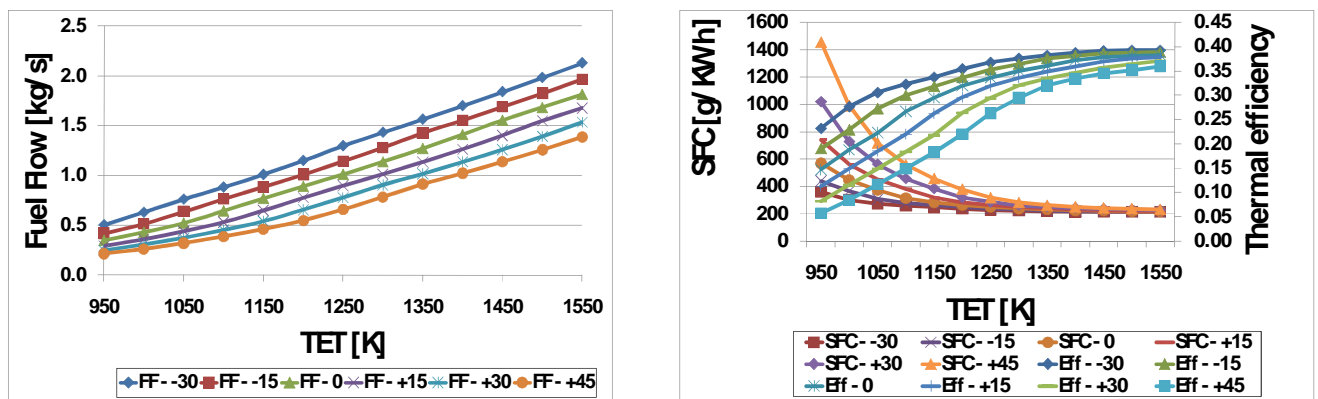 Fuel Flow [kg/s]
2.5
2.0
1.5
1.0
0.5
0.0
950 1050 1150 1250 1350 1450 1550
TET [K]
FF - -30 FF - -15 FF - 0 FF - +15 FF - +30 FF - +45
SFC [g/ KWh]
1600
1400
1200
1000
800
600
400
200
0
0.45
0.40
0.35
0.30
0.25
0.20
0.15
0.10
0.05
0.00
Thermal efficiency
950 1050 1150 1250 1350 1450 1550
TET [K]
SFC - -30 SFC - -15 SFC - 0 SFC - +15
SFC - +30 SFC - +45 Eff - -30 Eff - -15
Eff - 0 Eff - +15 Eff - +30 Eff - +45